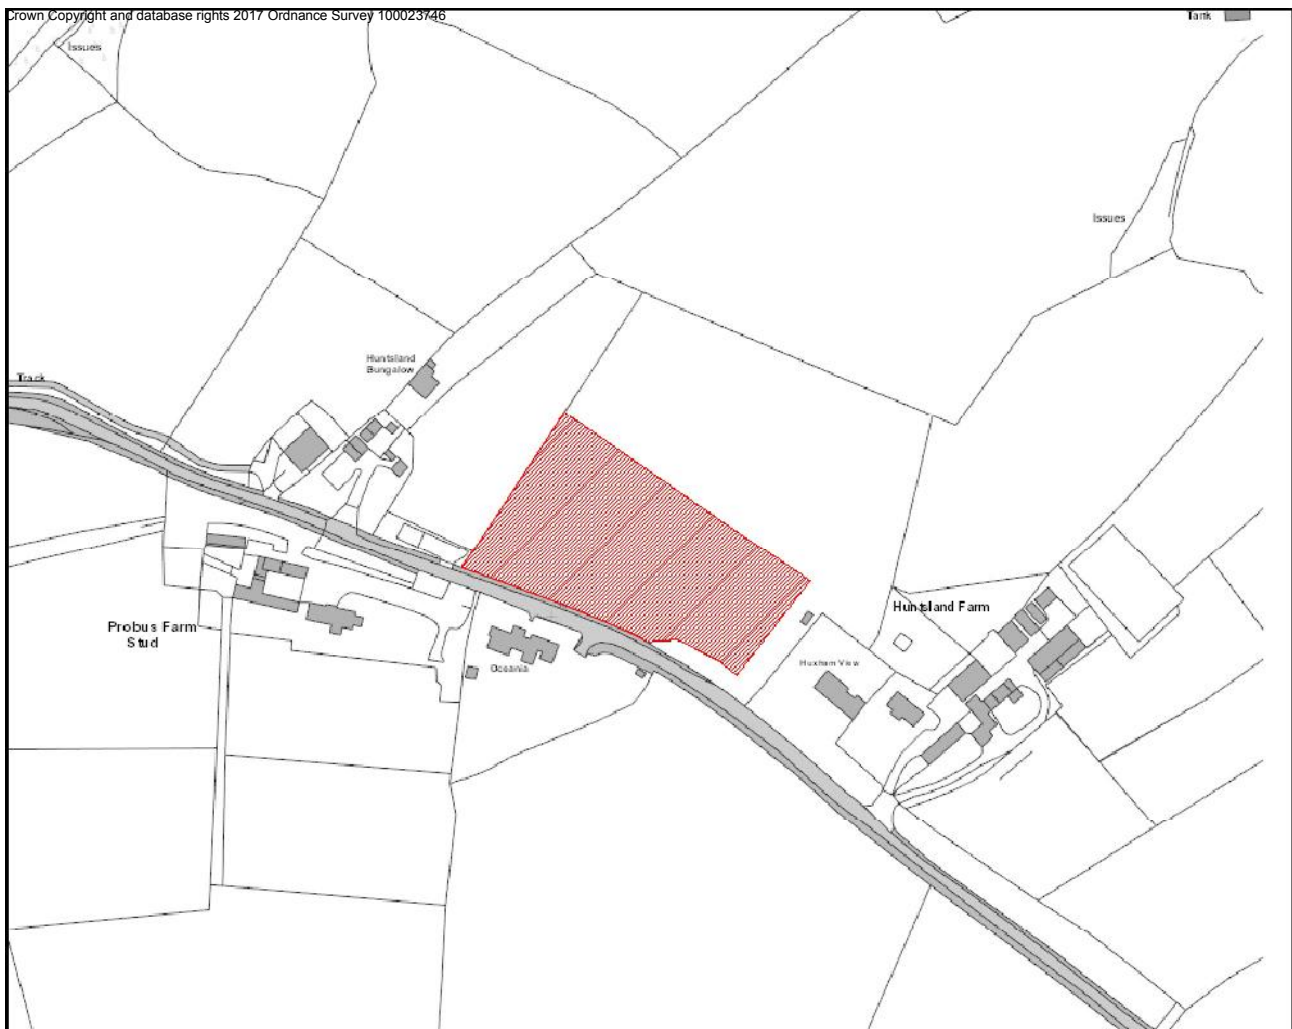 Crown Copyright and database rights 2017 Ordnance Survey 100023746
Tank
Issues
Issues
Huntsland
Bungalow
Track
Huntsland Farm
Probus Farm
Stud
Huxham View
Oceania